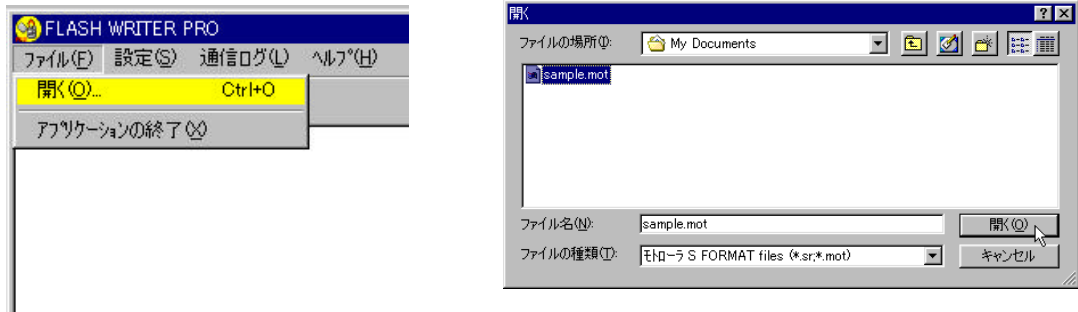 FLASH WRITER PRO
ファイル(F) 設定(S) 通信ログ(L) ヘルプ(H)
開く(O)... Ctrl+O
アプリケーションの終了(X)
開く
ファイルの場所(I): My Documents
sample.mot
ファイル名(N): sample.mot 開く(O)
ファイルの種類(T): モトローラ S FORMAT files (*.sr;*.mot) キャンセル